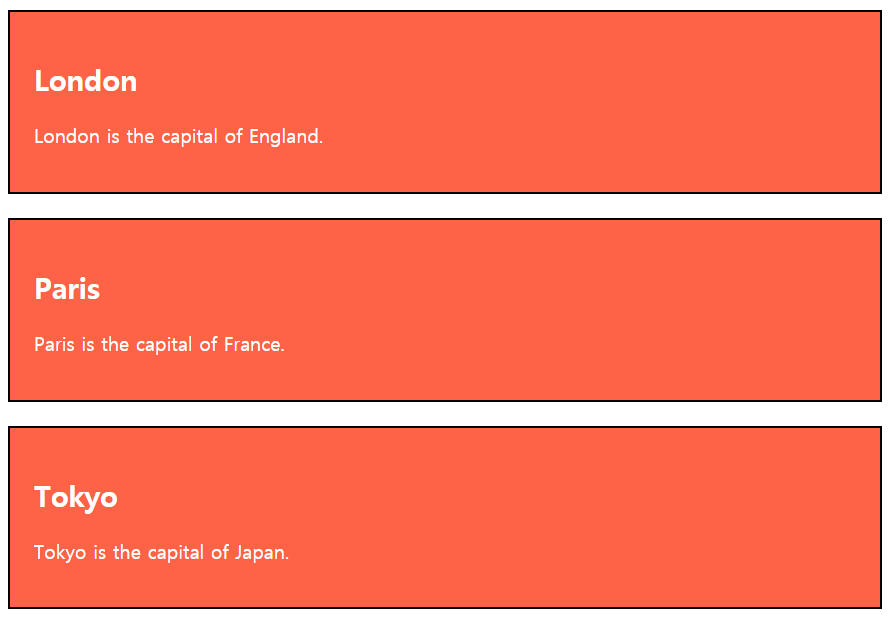 London
London is the capital of England.
Paris
Paris is the capital of France.
Tokyo
Tokyo is the capital of Japan.